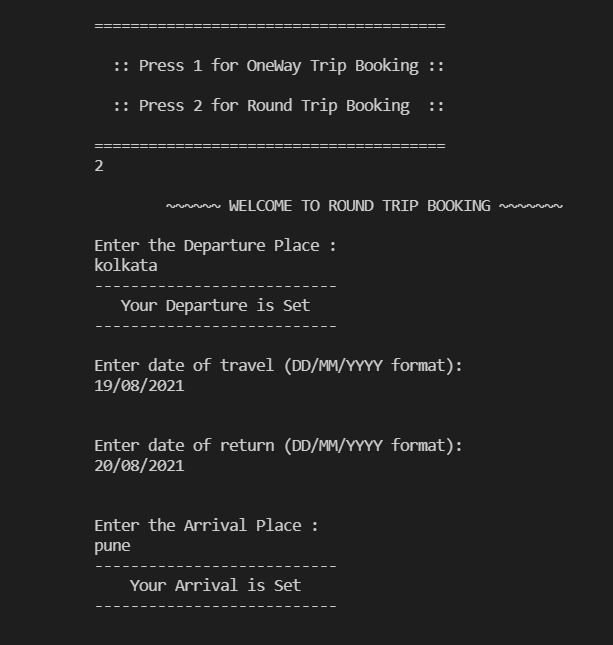 =======================================
:: Press 1 for OneWay Trip Booking ::
:: Press 2 for Round Trip Booking  ::
=======================================
2
~~~~~~ WELCOME TO ROUND TRIP BOOKING ~~~~~~~
Enter the Departure Place :
kolkata
---------------------------
Your Departure is Set
---------------------------
Enter date of travel (DD/MM/YYYY format):
19/08/2021
Enter date of return (DD/MM/YYYY format):
20/08/2021
Enter the Arrival Place :
pune
---------------------------
Your Arrival is Set
---------------------------